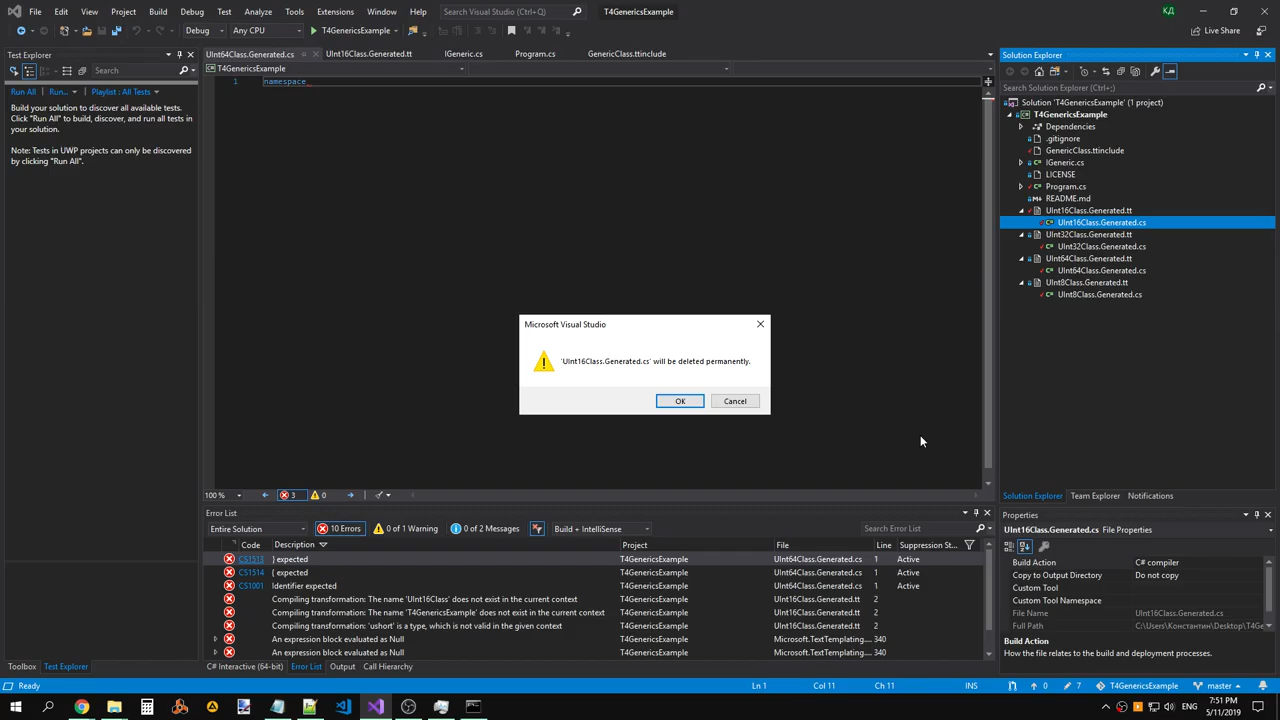 File Edit View Project Build Debug Test Analyze Tools Extensions Window Help Search Visual Studio (Ctrl+Q) T4GenericsExample КД
Debug Any CPU T4GenericsExample Live Share
Test Explorer
Search
Run All Run... Playlist : All Tests
Build your solution to discover all available tests.
Click "Run All" to build, discover, and run all tests in
your solution.
Note: Tests in UWP projects can only be discovered
by clicking "Run All".
UInt64Class.Generated.cs UInt16Class.Generated.tt IGeneric.cs Program.cs GenericClass.ttinclude
T4GenericsExample
1 namespace
Solution Explorer
Search Solution Explorer (Ctrl+;)
Solution 'T4GenericsExample' (1 project)
T4GenericsExample
Dependencies
.gitignore
GenericClass.ttinclude
IGeneric.cs
LICENSE
Program.cs
README.md
UInt16Class.Generated.tt
UInt16Class.Generated.cs
UInt32Class.Generated.tt
UInt32Class.Generated.cs
UInt64Class.Generated.tt
UInt64Class.Generated.cs
UInt8Class.Generated.tt
UInt8Class.Generated.cs
Microsoft Visual Studio
'UInt16Class.Generated.cs' will be deleted permanently.
OK Cancel
100 % 3 0
Solution Explorer Team Explorer Notifications
Error List
Entire Solution 10 Errors 0 of 1 Warning 0 of 2 Messages Build + IntelliSense Search Error List
Code Description Project File Line Suppression St...
CS1513 } expected T4GenericsExample UInt64Class.Generated.cs 1 Active
CS1514 { expected T4GenericsExample UInt64Class.Generated.cs 1 Active
CS1001 Identifier expected T4GenericsExample UInt64Class.Generated.cs 1 Active
Compiling transformation: The name 'UInt16Class' does not exist in the current context T4GenericsExample UInt16Class.Generated.tt 2
Compiling transformation: The name 'T4GenericsExample' does not exist in the current context T4GenericsExample UInt16Class.Generated.tt 2
Compiling transformation: 'ushort' is a type, which is not valid in the given context T4GenericsExample UInt16Class.Generated.tt 2
An expression block evaluated as Null T4GenericsExample Microsoft.TextTemplating.... 340
An expression block evaluated as Null T4GenericsExample Microsoft.TextTemplating.... 340
Properties
UInt16Class.Generated.cs File Properties
Build Action C# compiler
Copy to Output Directory Do not copy
Custom Tool
Custom Tool Namespace
File Name UInt16Class.Generated.cs
Full Path C:\Users\Константин\Desktop\T4Ge
Build Action
How the file relates to the build and deployment processes.
Toolbox Test Explorer
C# Interactive (64-bit) Error List Output Call Hierarchy
Ready Ln 1 Col 11 Ch 11 INS 0 7 T4GenericsExample master
ENG 7:51 PM
5/11/2019